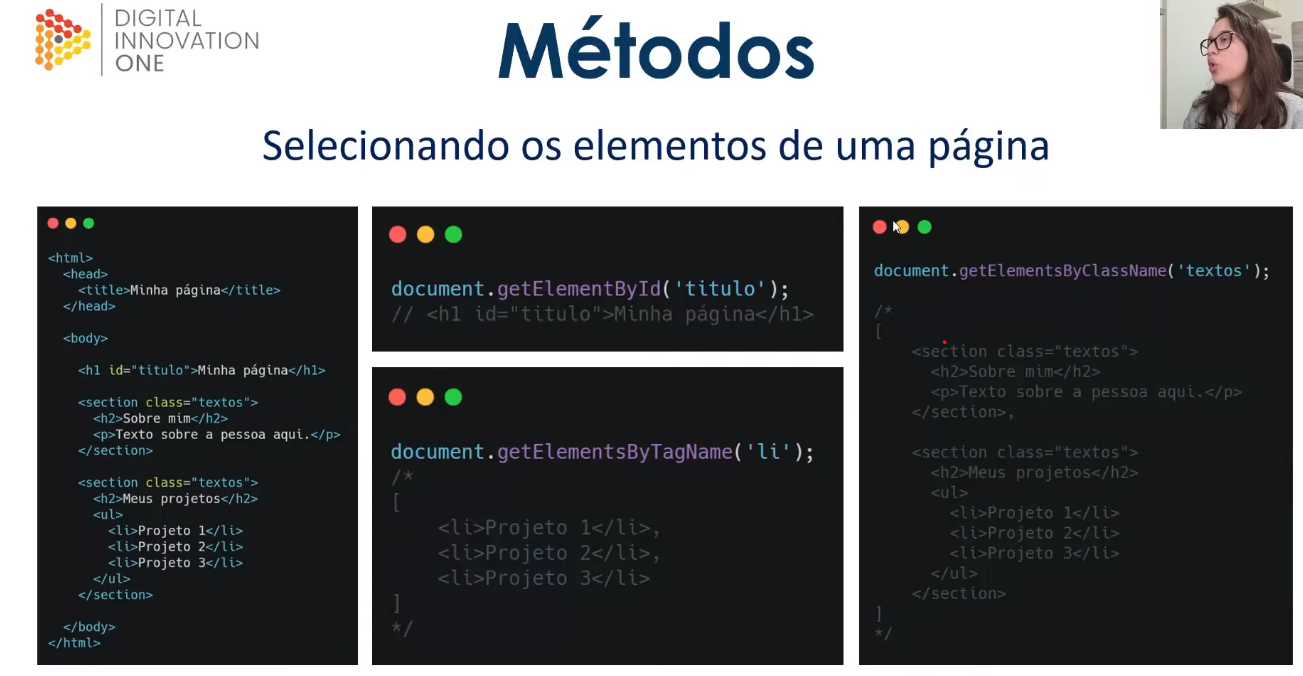 DIGITAL
INNOVATION
ONE
Métodos
Selecionando os elementos de uma página
<html>
<head>
<title>Minha página</title>
</head>
<body>
<h1 id="titulo">Minha página</h1>
<section class="textos">
<h2>Sobre mim</h2>
<p>Texto sobre a pessoa aqui.</p>
</section>
<section class="textos">
<h2>Meus projetos</h2>
<ul>
<li>Projeto 1</li>
<li>Projeto 2</li>
<li>Projeto 3</li>
</ul>
</section>
</body>
</html>
document.getElementById('titulo');
// <h1 id="titulo">Minha página</h1>
document.getElementsByTagName('li');
/*
[
<li>Projeto 1</li>,
<li>Projeto 2</li>,
<li>Projeto 3</li>
]
*/
document.getElementsByClassName('textos');
/*
[
<section class="textos">
<h2>Sobre mim</h2>
<p>Texto sobre a pessoa aqui.</p>
</section>,
<section class="textos">
<h2>Meus projetos</h2>
<ul>
<li>Projeto 1</li>
<li>Projeto 2</li>
<li>Projeto 3</li>
</ul>
</section>
]
*/